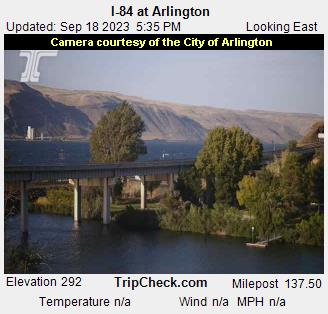 I-84 at Arlington
Updated: Sep 18 2023 5:35 PM Looking East
Camera courtesy of the City of Arlington
Elevation 292 TripCheck.com Milepost 137.50
Temperature n/a Wind n/a MPH n/a